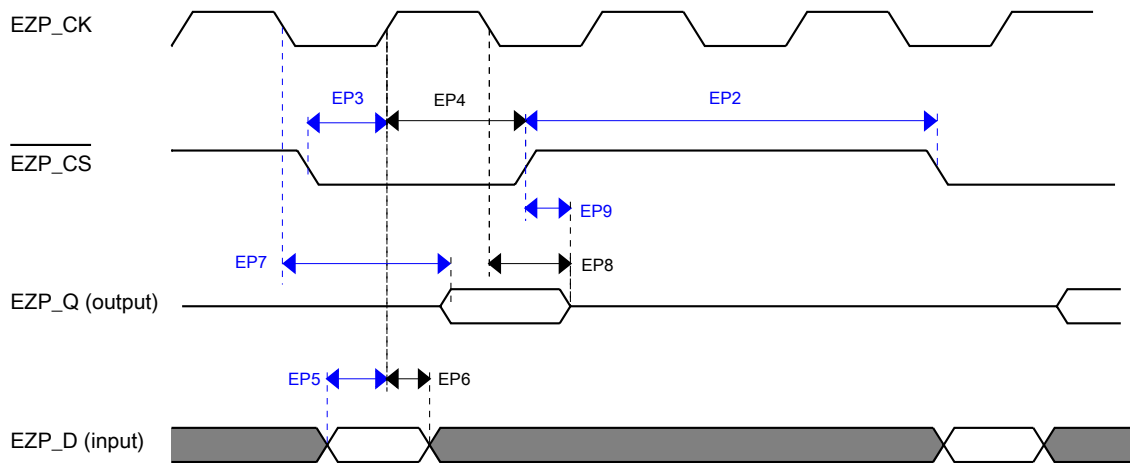 EZP_CK
EP3
EP4
EP2
EZP_CS
EP9
EP7
EP8
EZP_Q (output)
EP5
EP6
EZP_D (input)